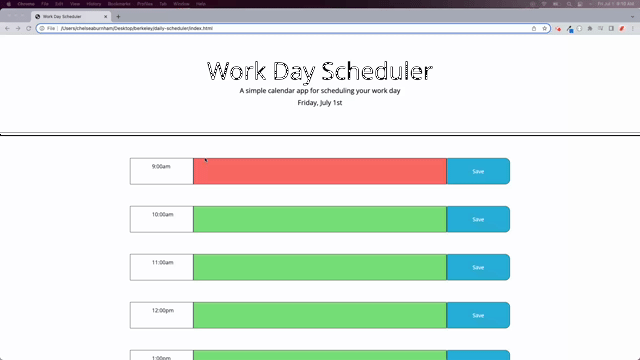 Chrome File Edit View History Bookmarks Profiles Tab Window Help
Work Day Scheduler
File /Users/chelseaburnham/Desktop/berkeley/daily-scheduler/index.html
Work Day Scheduler
A simple calendar app for scheduling your work day
Friday, July 1st
9:00am Save
10:00am Save
11:00am Save
12:00pm Save
1:00pm